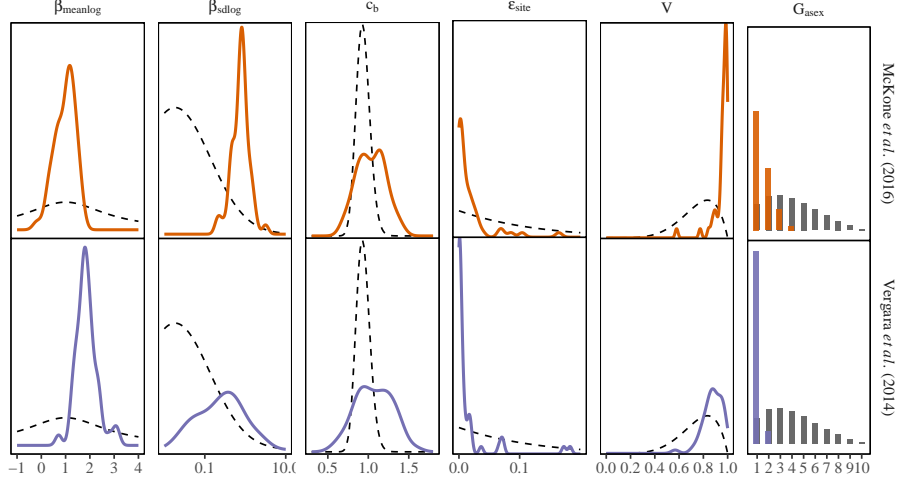 βmeanlog
βsdlog
cb
εsite
V
Gasex
McKone et al. (2016)
Vergara et al. (2014)
−1 0 1 2 3 4
0.1 10.0
0.5 1.0 1.5
0.0 0.1
0.0 0.2 0.4 0.6 0.8 1.0
1 2 3 4 5 6 7 8 9 10